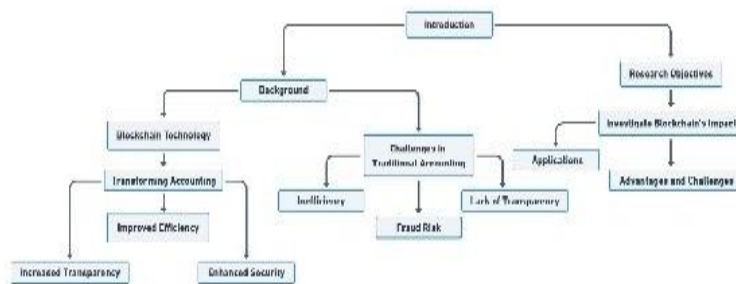 Introduction
Research Objectives
Background
Investigate Blockchain's Impact
Blockchain Technology
Challenges in
Traditional Accounting
Applications
Transforming Accounting
Advantages and Challenges
Inefficiency
Lack of Transparency
Improved Efficiency
Fraud Risk
Increased Transparency
Enhanced Security